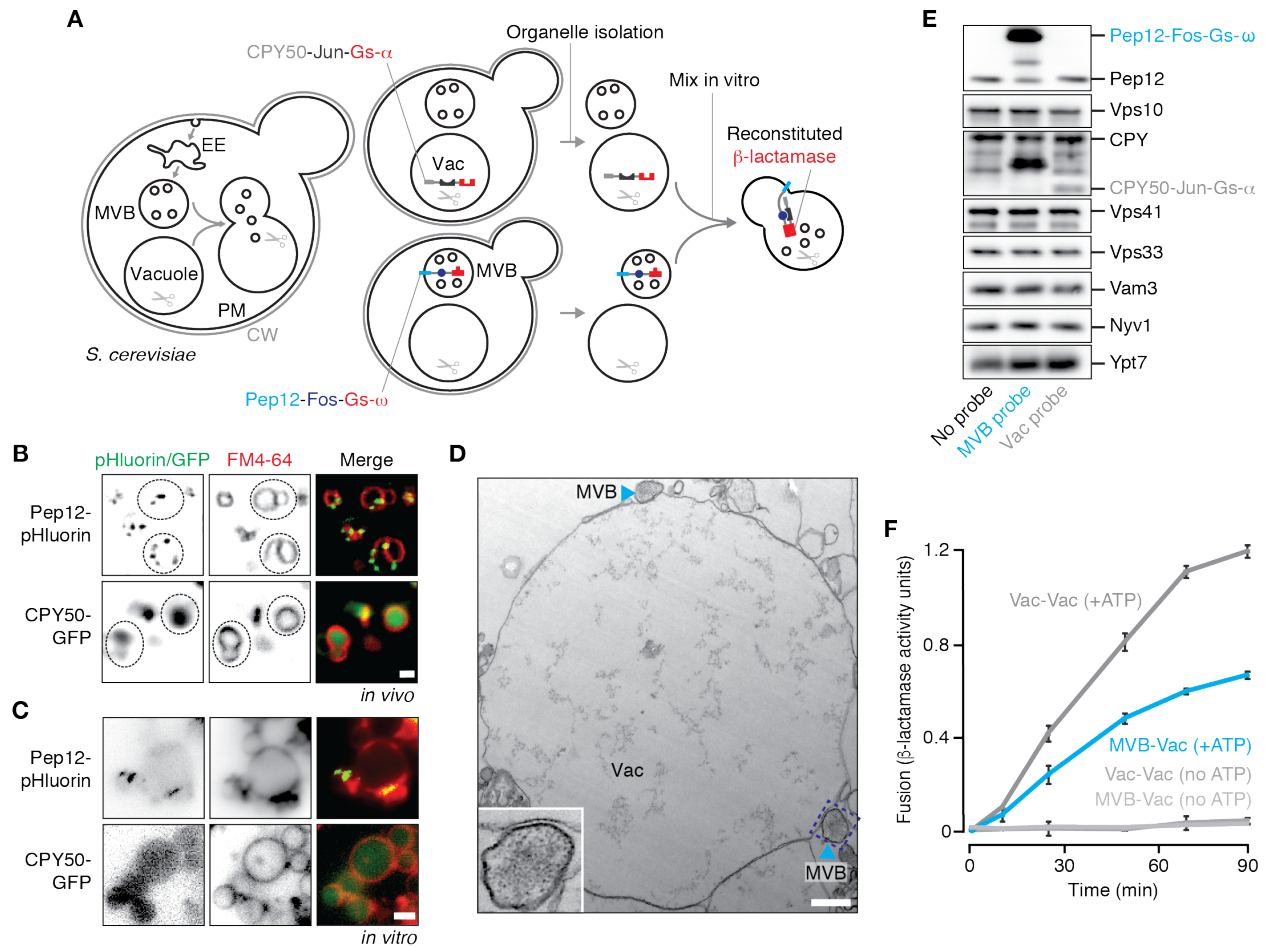 A
CPY50-Jun-Gs-α
Organelle isolation
Mix in vitro
EE
MVB
Vacuole
PM
CW
S. cerevisiae
Vac
MVB
Pep12-Fos-Gs-ω
Reconstituted
β-lactamase
B
pHluorin/GFP
FM4-64
Merge
Pep12-
pHluorin
CPY50-
GFP
in vivo
C
Pep12-
pHluorin
CPY50-
GFP
in vitro
D
MVB
Vac
MVB
E
Pep12-Fos-Gs-ω
Pep12
Vps10
CPY
CPY50-Jun-Gs-α
Vps41
Vps33
Vam3
Nyv1
Ypt7
No probe
MVB probe
Vac probe
F
Fusion (β-lactamase activity units)
1.2
0.8
0.4
0
Vac-Vac (+ATP)
MVB-Vac (+ATP)
Vac-Vac (no ATP)
MVB-Vac (no ATP)
0
30
60
90
Time (min)